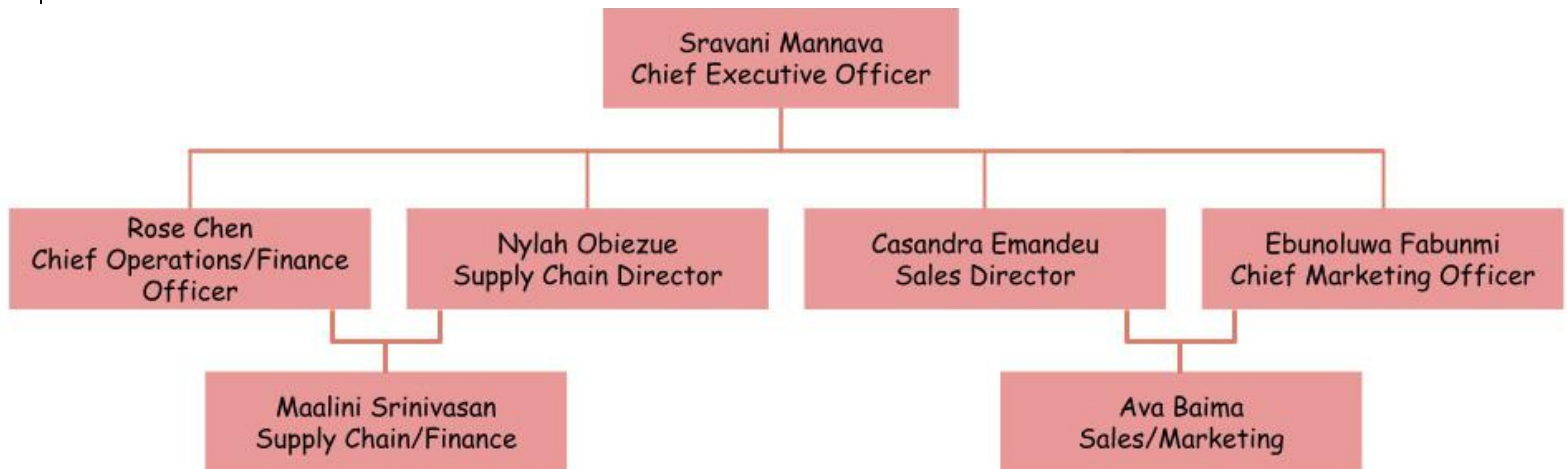 Sravani Mannava
Chief Executive Officer
Rose Chen
Chief Operations/Finance
Officer
Nylah Obiezue
Supply Chain Director
Casandra Emandeu
Sales Director
Ebunoluwa Fabunmi
Chief Marketing Officer
Maalini Srinivasan
Supply Chain/Finance
Ava Baima
Sales/Marketing